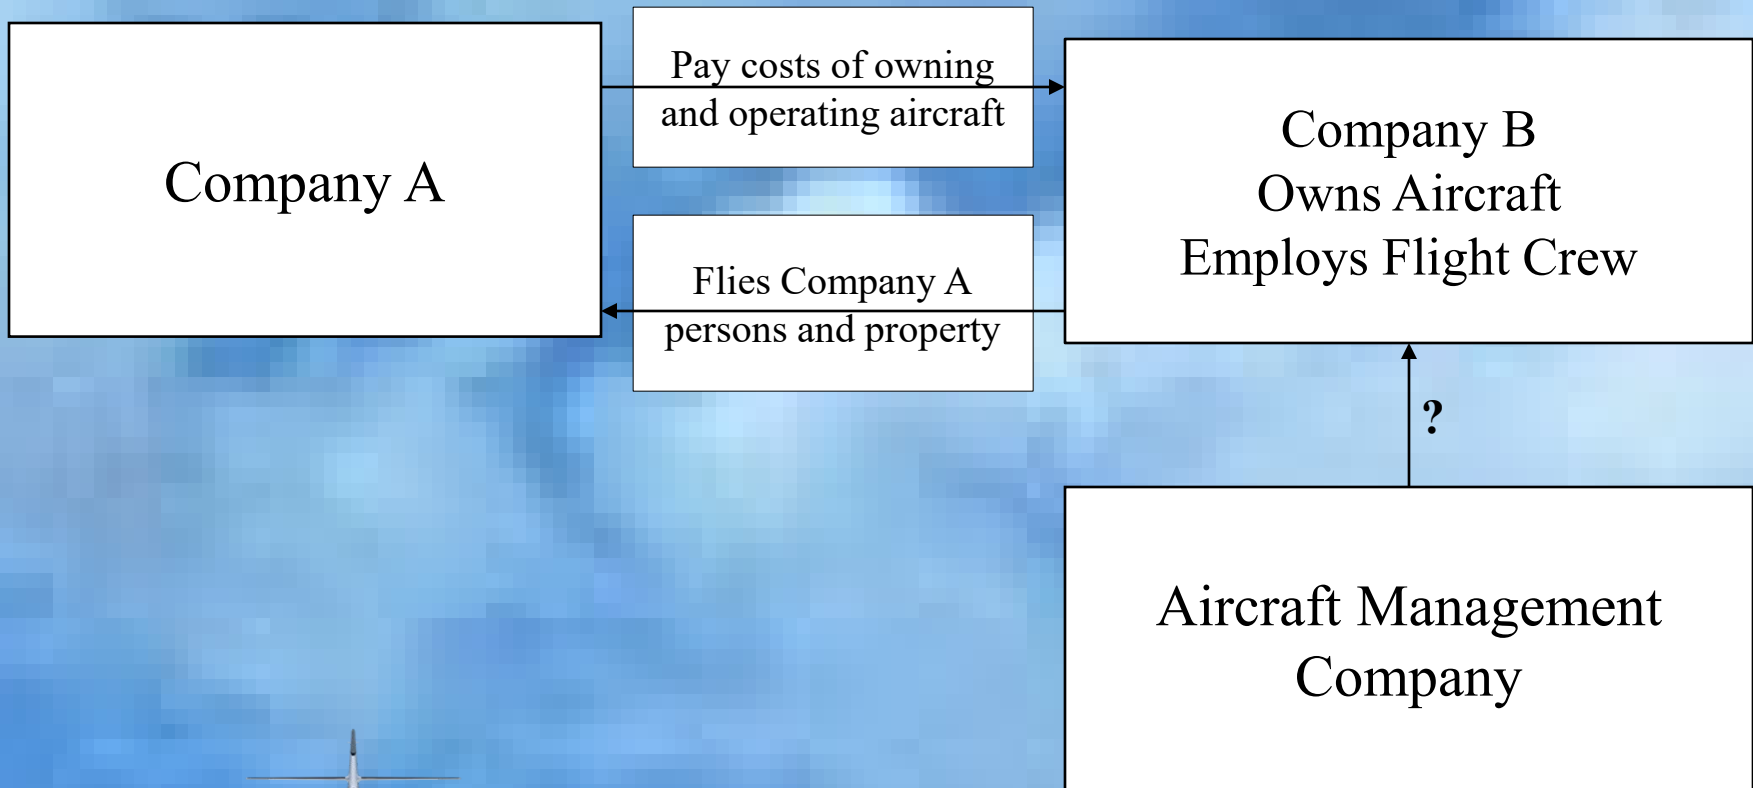 Company A
Pay costs of owning
and operating aircraft
Flies Company A
persons and property
Company B
Owns Aircraft
Employs Flight Crew
?
Aircraft Management
Company